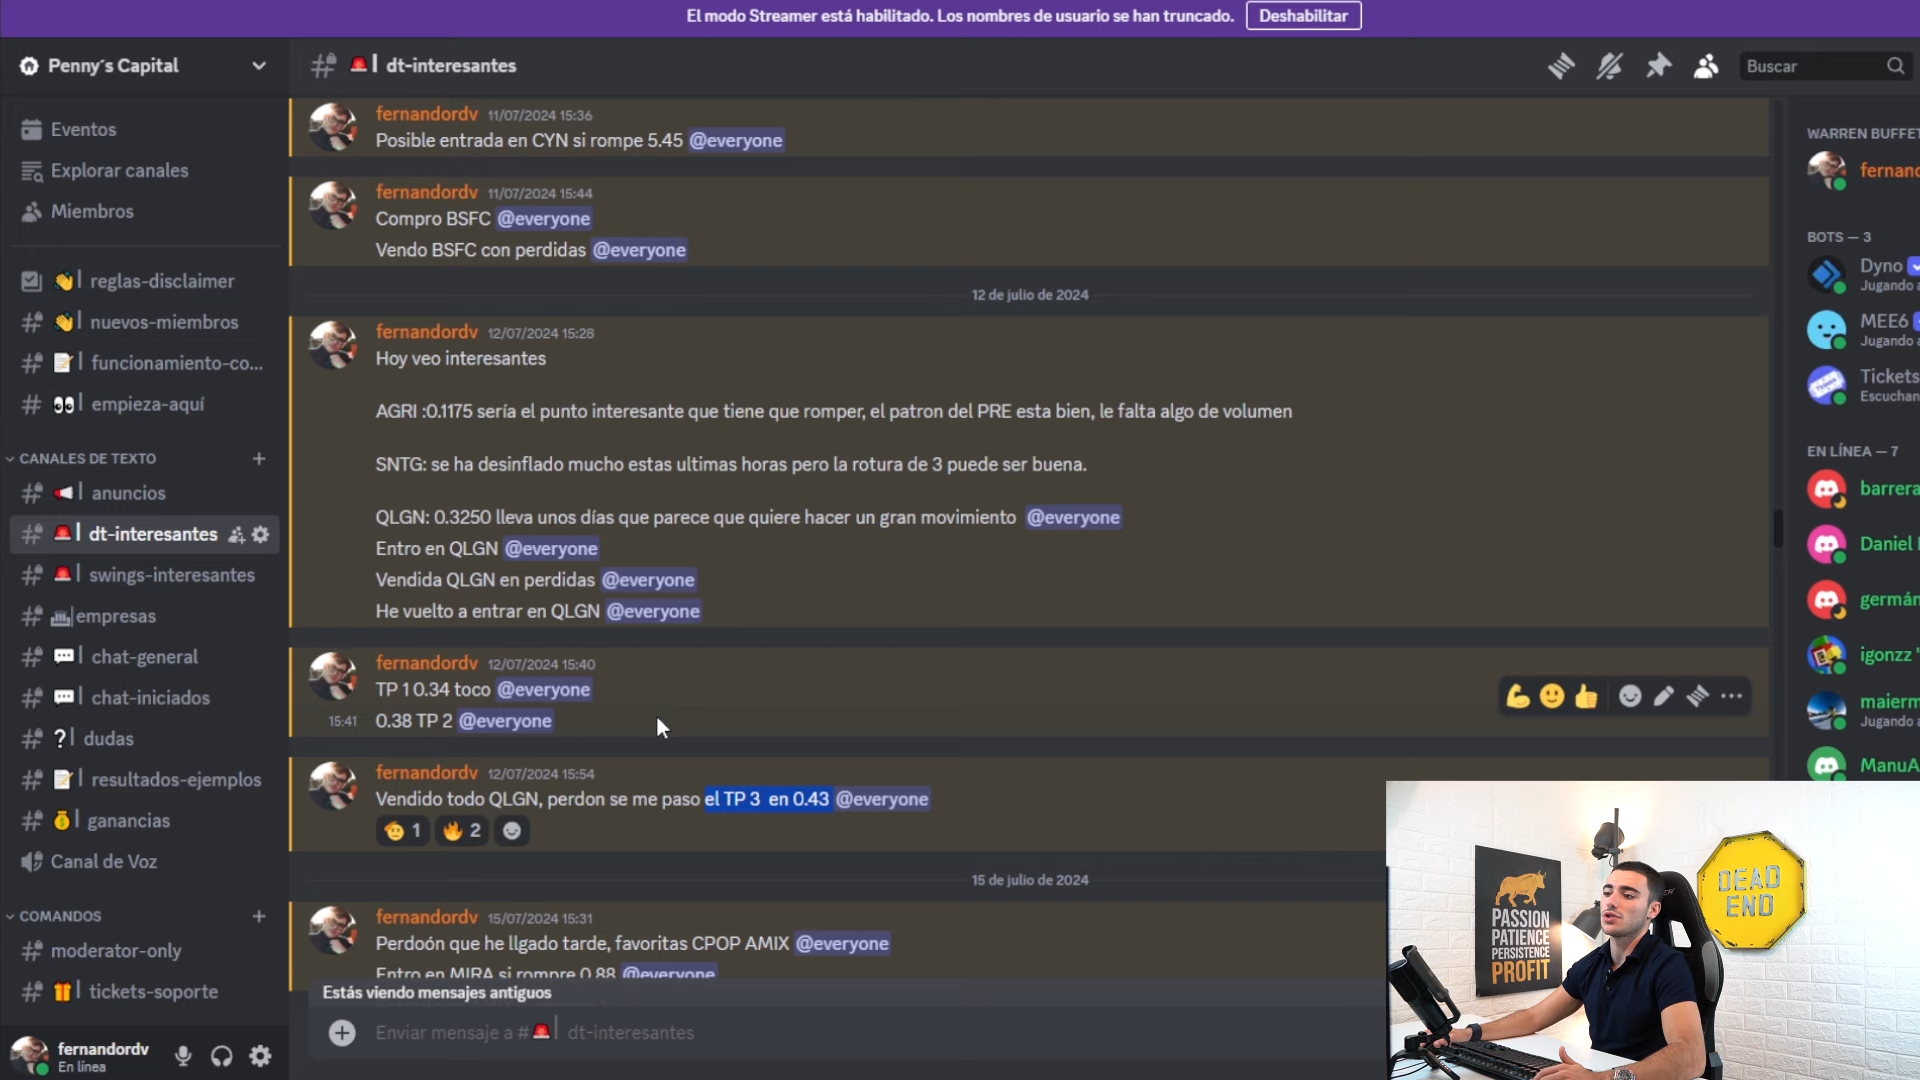 El modo Streamer está habilitado. Los nombres de usuario se han truncado.
Deshabilitar
Penny´s Capital
dt-interesantes
Buscar
Eventos
Explorar canales
Miembros
reglas-disclaimer
nuevos-miembros
funcionamiento-co...
empieza-aquí
CANALES DE TEXTO
anuncios
dt-interesantes
swings-interesantes
empresas
chat-general
chat-iniciados
dudas
resultados-ejemplos
ganancias
Canal de Voz
COMANDOS
moderator-only
tickets-soporte
fernandordv
En línea
fernandordv 11/07/2024 15:36
Posible entrada en CYN si rompe 5.45 @everyone
fernandordv 11/07/2024 15:44
Compro BSFC @everyone
Vendo BSFC con perdidas @everyone
12 de julio de 2024
fernandordv 12/07/2024 15:28
Hoy veo interesantes
AGRI :0.1175 sería el punto interesante que tiene que romper, el patron del PRE esta bien, le falta algo de volumen
SNTG: se ha desinflado mucho estas ultimas horas pero la rotura de 3 puede ser buena.
QLGN: 0.3250 lleva unos días que parece que quiere hacer un gran movimiento @everyone
Entro en QLGN @everyone
Vendida QLGN en perdidas @everyone
He vuelto a entrar en QLGN @everyone
fernandordv 12/07/2024 15:40
TP 1 0.34 toco @everyone
15:41 0.38 TP 2 @everyone
fernandordv 12/07/2024 15:54
Vendido todo QLGN, perdon se me paso el TP 3 en 0.43 @everyone
1 2
15 de julio de 2024
fernandordv 15/07/2024 15:31
Perdoón que he llgado tarde, favoritas CPOP AMIX @everyone
Entro en MIRA si rompre 0.88 @everyone
Estás viendo mensajes antiguos
Enviar mensaje a # dt-interesantes
WARREN BUFFET
fernand
BOTS — 3
Dyno
Jugando a
MEE6
Jugando a
Tickets
Escuchan
EN LÍNEA — 7
barrera
Daniel
germán
igonzz "
maierm
Jugando a
ManuA
PASSION
PATIENCE
PERSISTENCE
PROFIT
DEAD
END